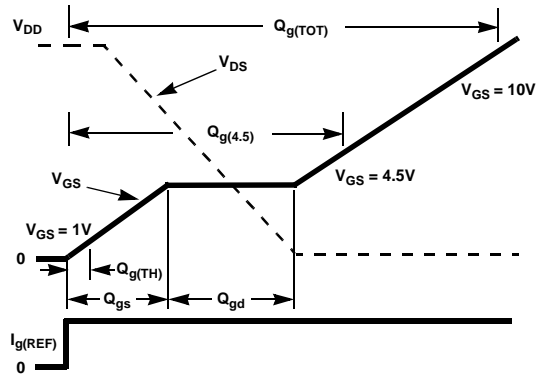 V_DD
Q_g(TOT)
V_DS
V_GS = 10V
Q_g(4.5)
V_GS
V_GS = 4.5V
V_GS = 1V
0
Q_g(TH)
Q_gs
Q_gd
I_g(REF)
0